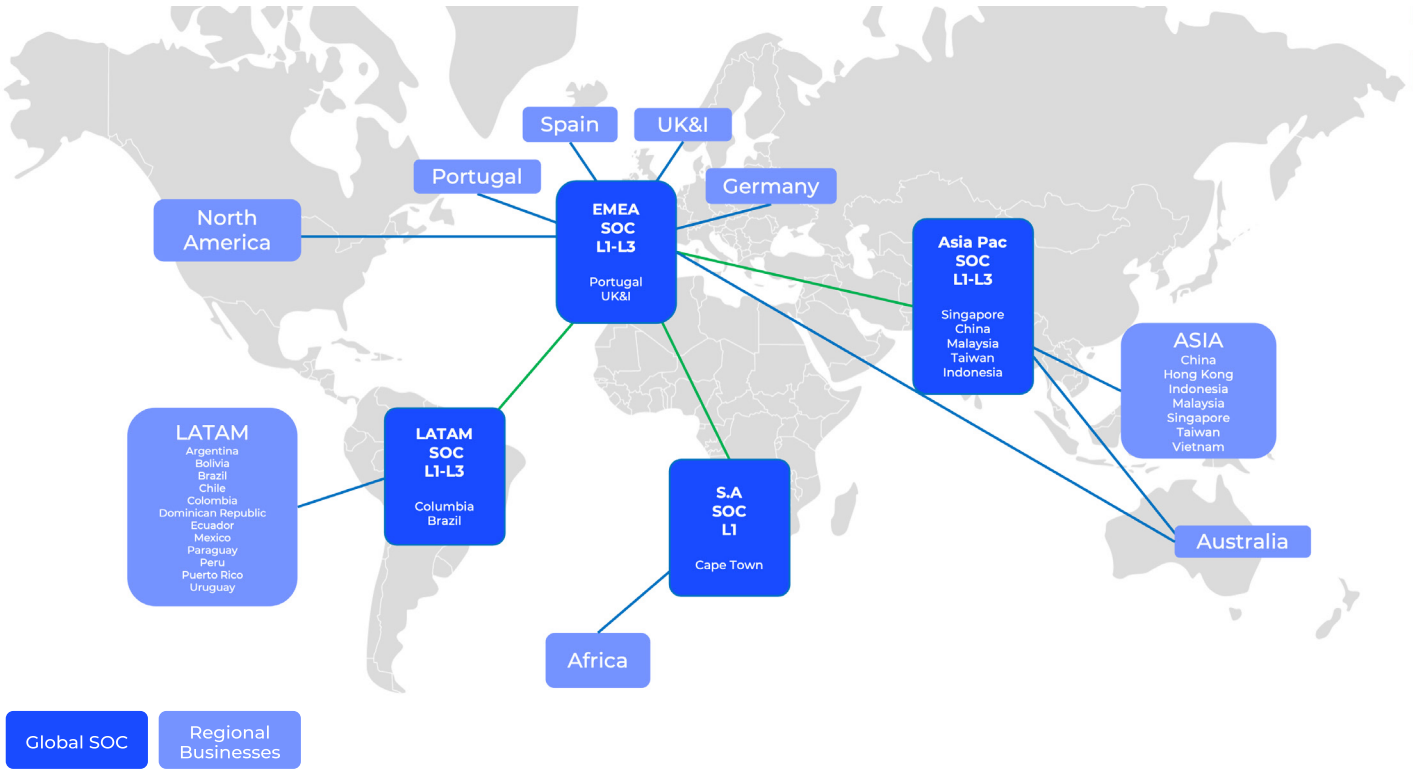 Spain
UK&I
Portugal
Germany
North
America
EMEA
SOC
L1-L3
Portugal
UK&I
Asia Pac
SOC
L1-L3
Singapore
China
Malaysia
Taiwan
Indonesia
ASIA
China
Hong Kong
Indonesia
Malaysia
Singapore
Taiwan
Vietnam
LATAM
Argentina
Bolivia
Brazil
Chile
Colombia
Dominican Republic
Ecuador
Mexico
Paraguay
Peru
Puerto Rico
Uruguay
LATAM
SOC
L1-L3
Columbia
Brazil
S.A
SOC
L1
Cape Town
Australia
Africa
Global SOC
Regional
Businesses